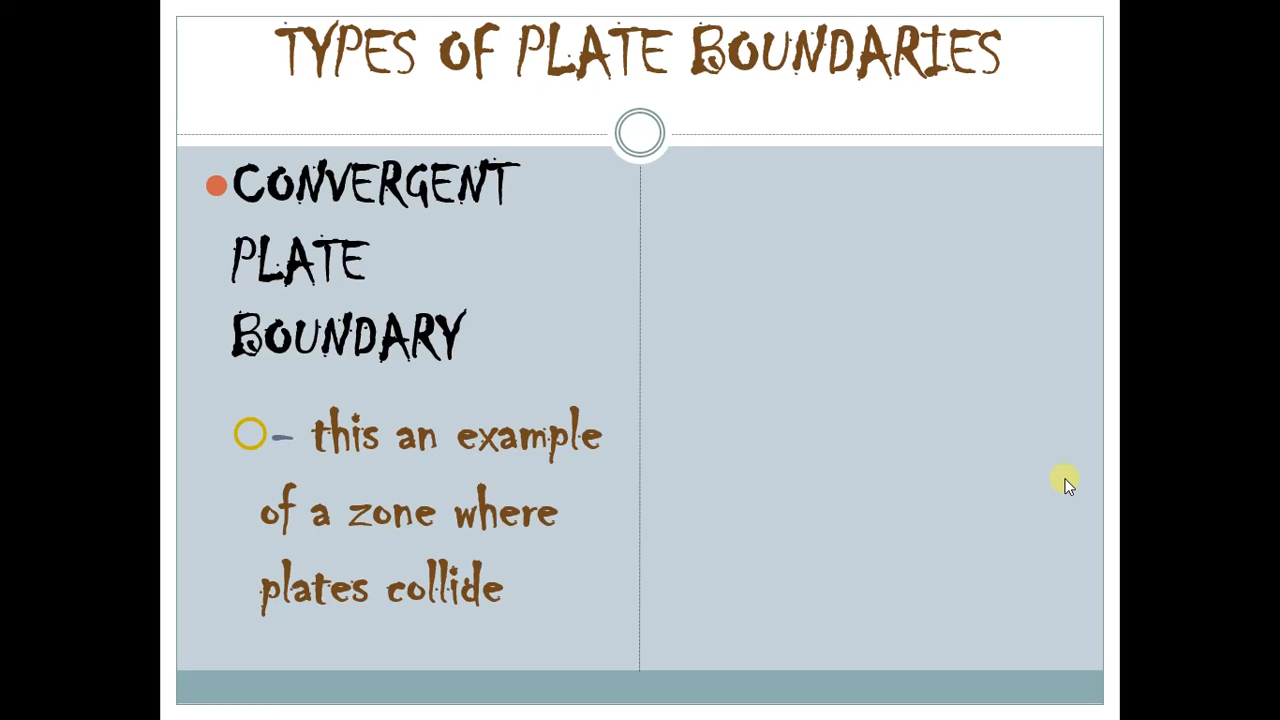 TYPES OF PLATE BOUNDARIES
CONVERGENT
PLATE
BOUNDARY
- this an example
of a zone where
plates collide